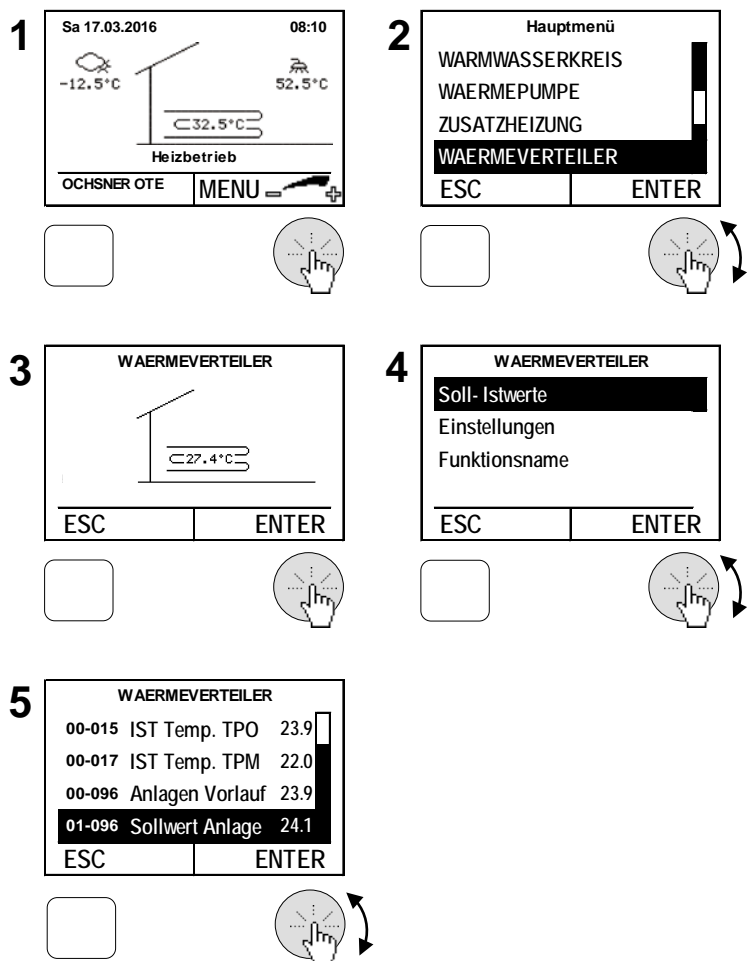 1
Sa 17.03.2016 08:10
-12.5°C 52.5°C
32.5°C
Heizbetrieb
OCHSNER OTE MENU
2
Hauptmenü
WARMWASSERKREIS
WAERMEPUMPE
ZUSATZHEIZUNG
WAERMEVERTEILER
ESC ENTER
3
WAERMEVERTEILER
27.4°C
ESC ENTER
4
WAERMEVERTEILER
Soll- Istwerte
Einstellungen
Funktionsname
ESC ENTER
5
WAERMEVERTEILER
00-015 IST Temp. TPO 23.9
00-017 IST Temp. TPM 22.0
00-096 Anlagen Vorlauf 23.9
01-096 Sollwert Anlage 24.1
ESC ENTER